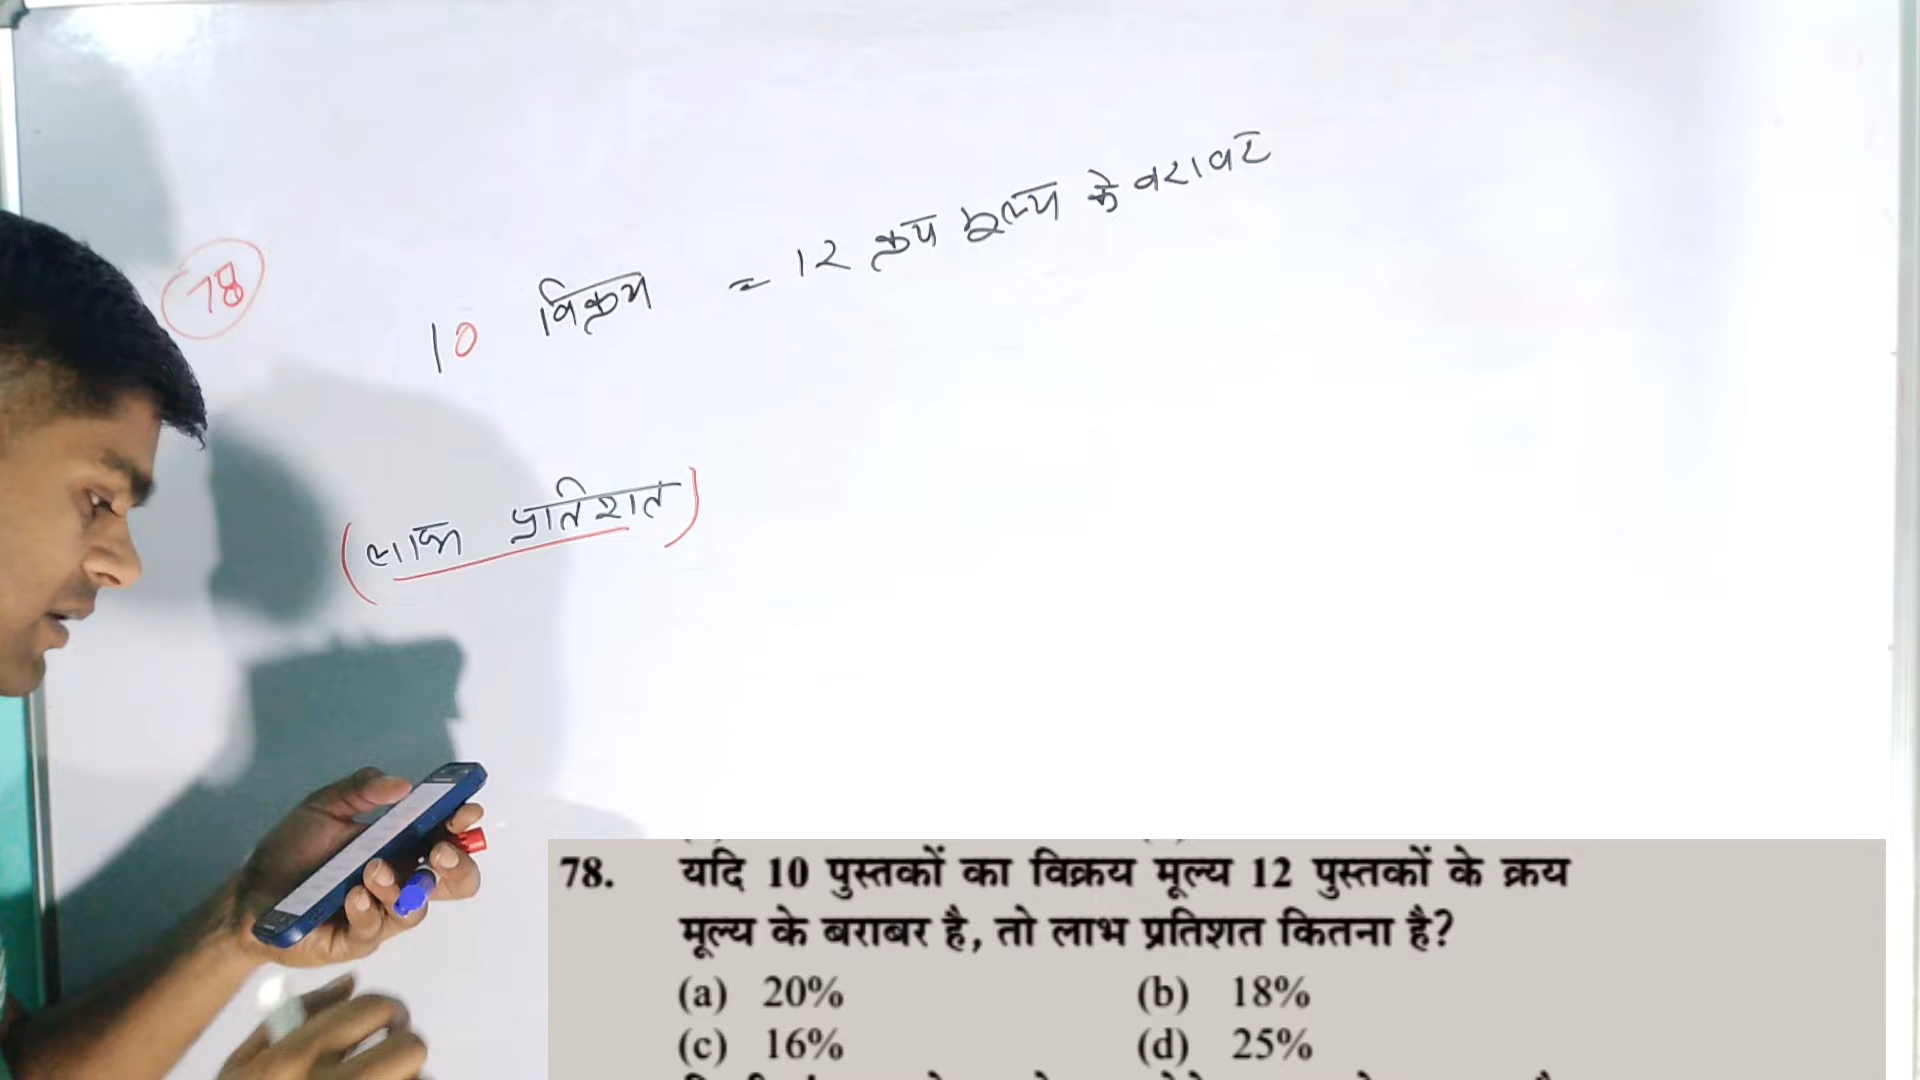 78
10 विक्रय = 12 क्रय मूल्य के बराबर
(लाभ प्रतिशत)
78. यदि 10 पुस्तकों का विक्रय मूल्य 12 पुस्तकों के क्रय
मूल्य के बराबर है, तो लाभ प्रतिशत कितना है?
(a) 20% (b) 18%
(c) 16% (d) 25%